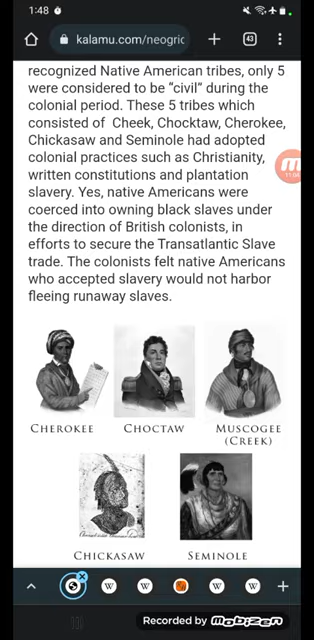 1:48
kalamu.com/neogric
43
recognized Native American tribes, only 5
were considered to be “civil” during the
colonial period. These 5 tribes which
consisted of Cheek, Chocktaw, Cherokee,
Chickasaw and Seminole had adopted
colonial practices such as Christianity,
written constitutions and plantation
slavery. Yes, native Americans were
coerced into owning black slaves under
the direction of British colonists, in
efforts to secure the Transatlantic Slave
trade. The colonists felt native Americans
who accepted slavery would not harbor
fleeing runaway slaves.
CHEROKEE
CHOCTAW
MUSCOGEE
(CREEK)
CHICKASAW
SEMINOLE
W
W
W
W
Recorded by Mobizen